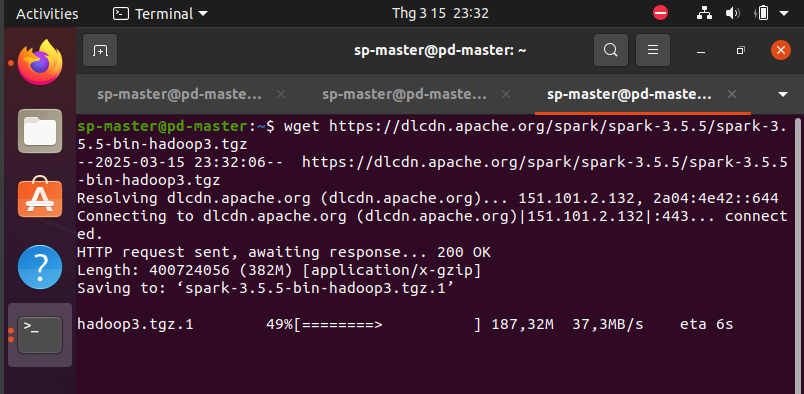 Activities Terminal Thg 3 15 23:32
sp-master@pd-master: ~
sp-master@pd-maste... sp-master@pd-maste... sp-master@pd-maste...
sp-master@pd-master:~$ wget https://dlcdn.apache.org/spark/spark-3.5.5/spark-3.
5.5-bin-hadoop3.tgz
--2025-03-15 23:32:06-- https://dlcdn.apache.org/spark/spark-3.5.5/spark-3.5.5
-bin-hadoop3.tgz
Resolving dlcdn.apache.org (dlcdn.apache.org)... 151.101.2.132, 2a04:4e42::644
Connecting to dlcdn.apache.org (dlcdn.apache.org)|151.101.2.132|:443... connect
ed.
HTTP request sent, awaiting response... 200 OK
Length: 400724056 (382M) [application/x-gzip]
Saving to: ‘spark-3.5.5-bin-hadoop3.tgz.1’
hadoop3.tgz.1 49%[========> ] 187,32M 37,3MB/s eta 6s